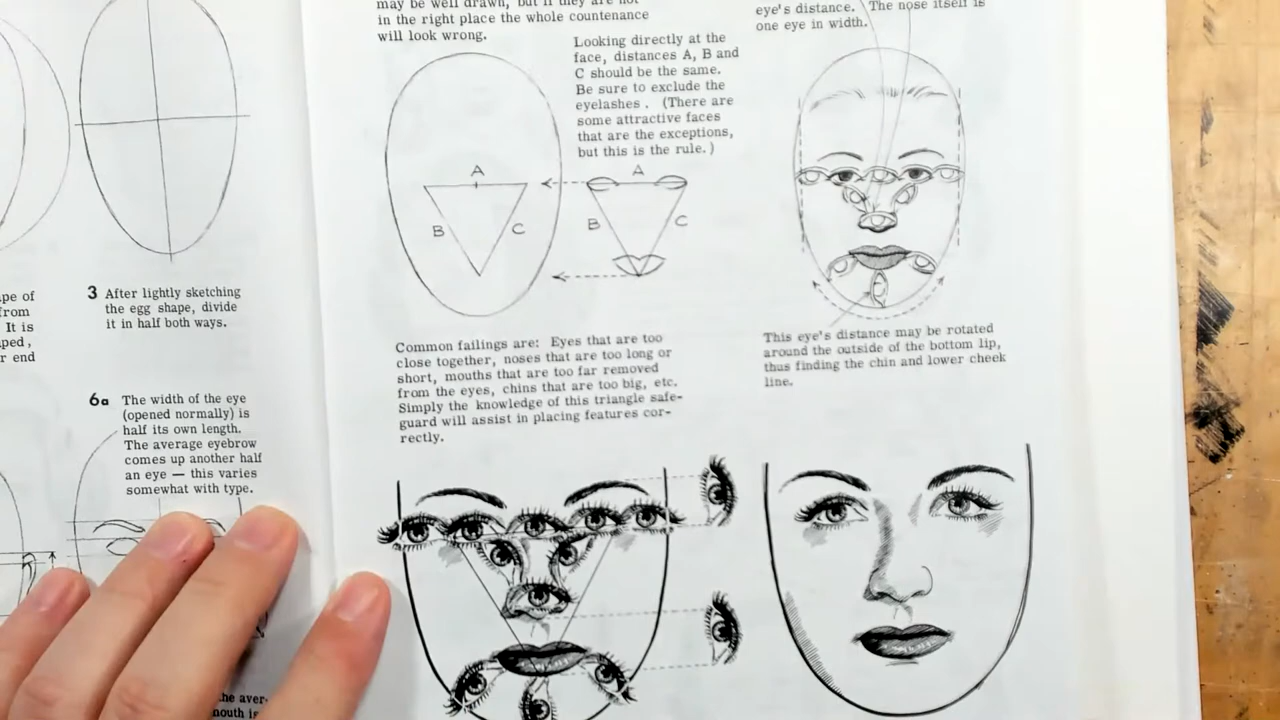 may be well drawn, but if they are not
in the right place the whole countenance
will look wrong.
Looking directly at the
face, distances A, B and
C should be the same.
Be sure to exclude the
eyelashes . (There are
some attractive faces
that are the exceptions,
but this is the rule. )
A
B
C
A
B
C
Common failings are: Eyes that are too
close together, noses that are too long or
short, mouths that are too far removed
from the eyes, chins that are too big, etc.
Simply the knowledge of this triangle safe-
guard will assist in placing features cor-
rectly.
eye's distance. The nose itself is
one eye in width.
This eye's distance may be rotated
around the outside of the bottom lip,
thus finding the chin and lower cheek
line.
3 After lightly sketching
the egg shape, divide
it in half both ways.
pe of
from
It is
ped,
r end
6a The width of the eye
(opened normally) is
half its own length.
The average eyebrow
comes up another half
an eye — this varies
somewhat with type.
he aver-
outh is